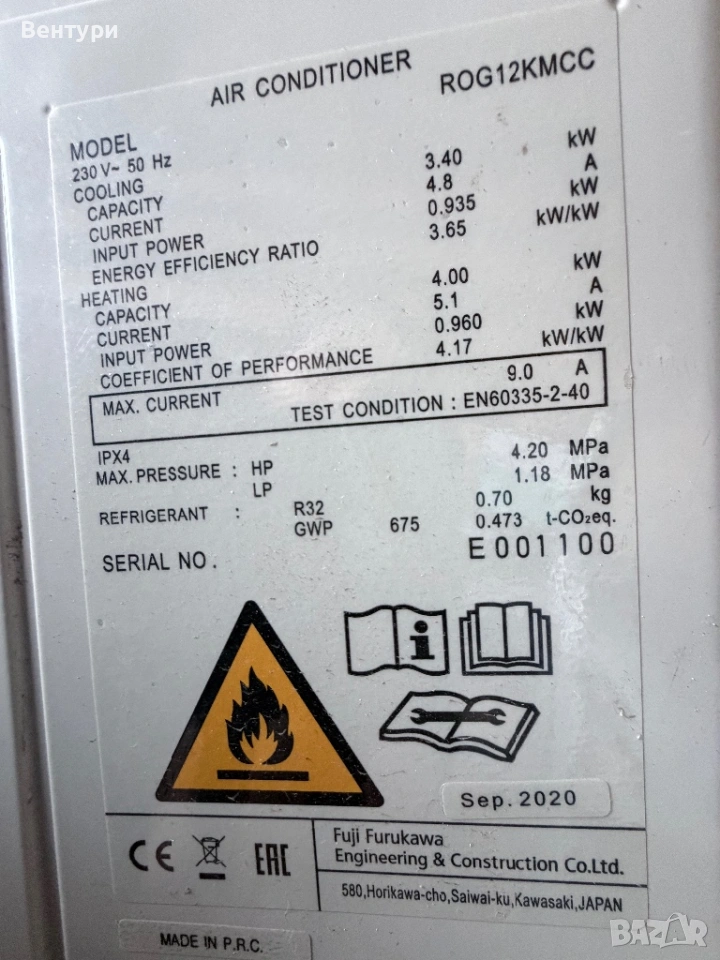 Вентури
AIR CONDITIONER
MODEL ROG12KMCC
230 V~ 50 Hz
COOLING
CAPACITY 3.40 kW
CURRENT 4.8 A
INPUT POWER 0.935 kW
ENERGY EFFICIENCY RATIO 3.65 kW/kW
HEATING
CAPACITY 4.00 kW
CURRENT 5.1 A
INPUT POWER 0.960 kW
COEFFICIENT OF PERFORMANCE 4.17 kW/kW
MAX. CURRENT 9.0 A
TEST CONDITION : EN60335-2-40
IPX4
MAX. PRESSURE : HP 4.20 MPa
LP 1.18 MPa
REFRIGERANT : R32 0.70 kg
GWP 675 0.473 t-CO₂eq.
SERIAL NO. E001100
Sep. 2020
CE EAC
Fuji Furukawa
Engineering & Construction Co.Ltd.
580,Horikawa-cho,Saiwai-ku,Kawasaki,JAPAN
MADE IN P.R.C.
BAZAR